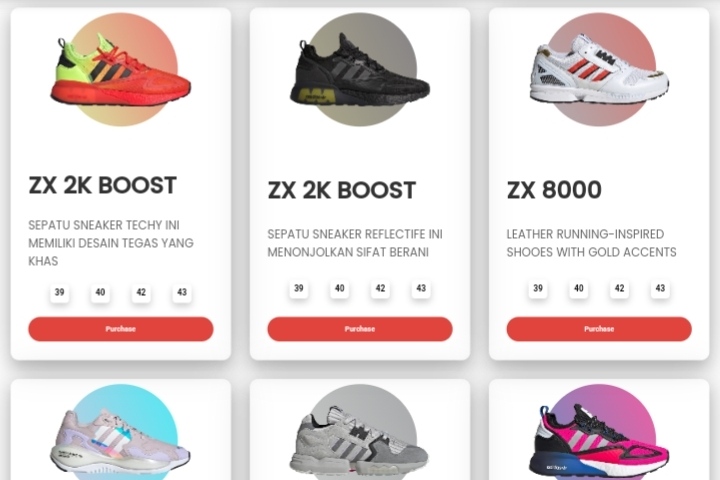 ZX 2K BOOST
SEPATU SNEAKER TECHY INI
MEMILIKI DESAIN TEGAS YANG
KHAS
39 40 42 43
Purchase
ZX 2K BOOST
SEPATU SNEAKER REFLECTIFE INI
MENONJOLKAN SIFAT BERANI
39 40 42 43
Purchase
ZX 8000
LEATHER RUNNING-INSPIRED
SHOOES WITH GOLD ACCENTS
39 40 42 43
Purchase